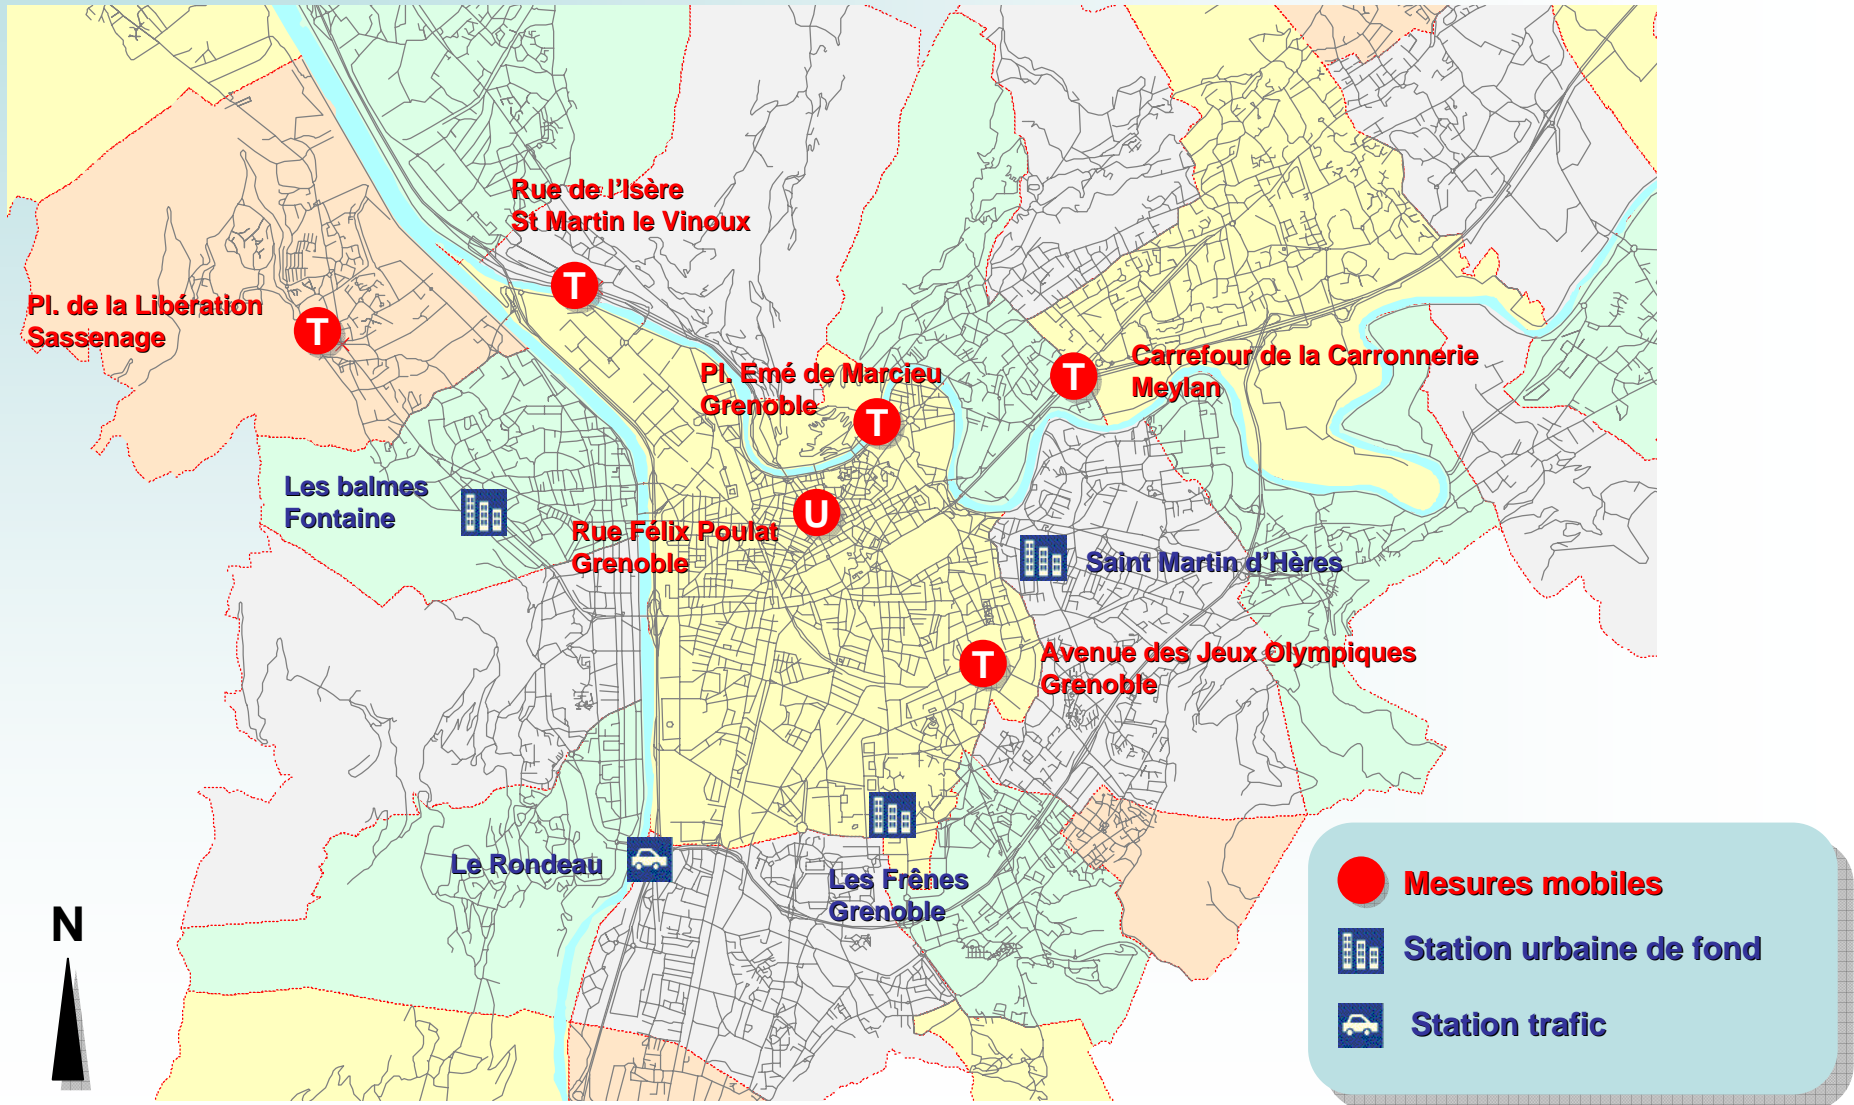 Rue de l'Isère
St Martin le Vinoux
T
Pl. de la Libération
Sassenage
T
Pl. Emé de Marcieu
Grenoble
T
Carrefour de la Carronnerie
Meylan
T
Les balmes
Fontaine
Rue Félix Poulat
Grenoble
U
Saint Martin d'Hères
Avenue des Jeux Olympiques
Grenoble
T
Le Rondeau
Les Frênes
Grenoble
N
Mesures mobiles
Station urbaine de fond
Station trafic